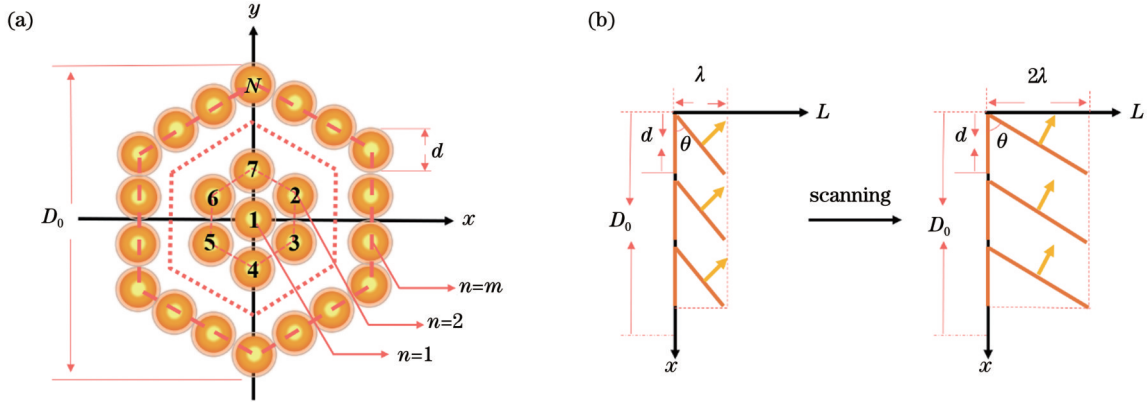 (a)
y
N
d
7
6
2
1
D₀
x
5
3
4
n=m
n=2
n=1
(b)
λ
L
d
θ
D₀
x
scanning
2λ
L
d
θ
D₀
x